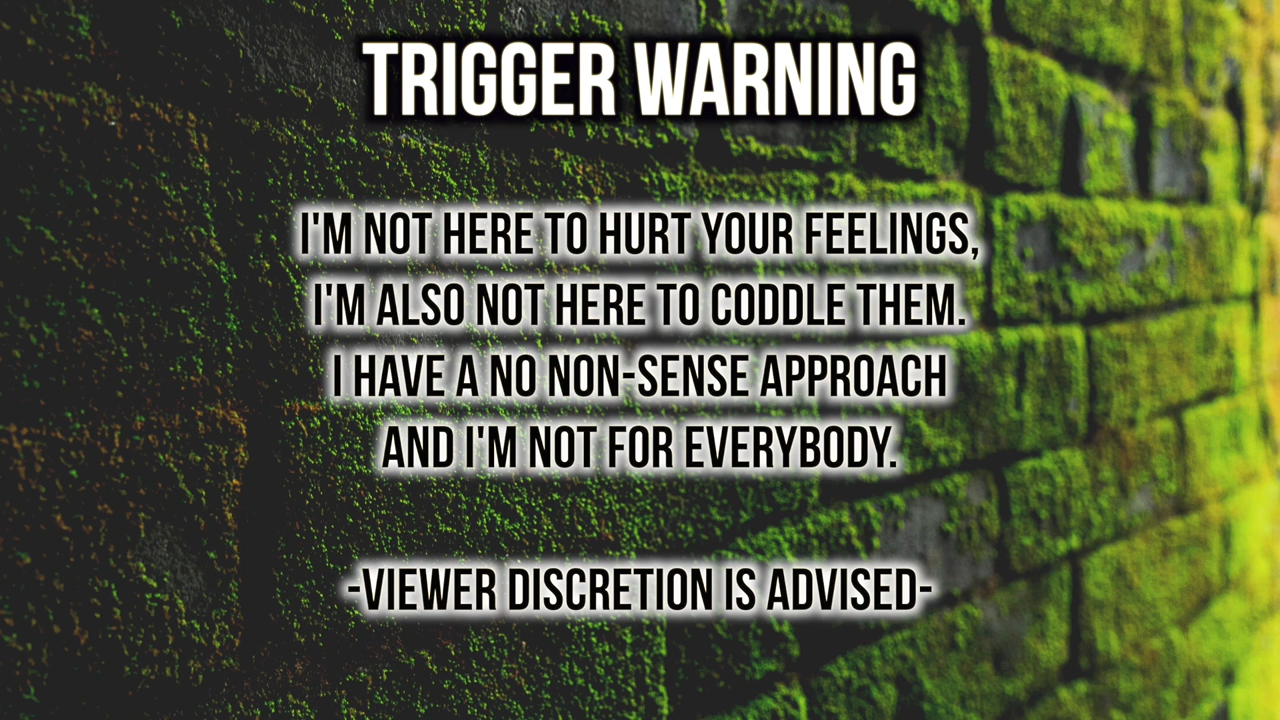 TRIGGER WARNING
I'M NOT HERE TO HURT YOUR FEELINGS,
I'M ALSO NOT HERE TO CODDLE THEM.
I HAVE A NO NON-SENSE APPROACH
AND I'M NOT FOR EVERYBODY.
-VIEWER DISCRETION IS ADVISED-